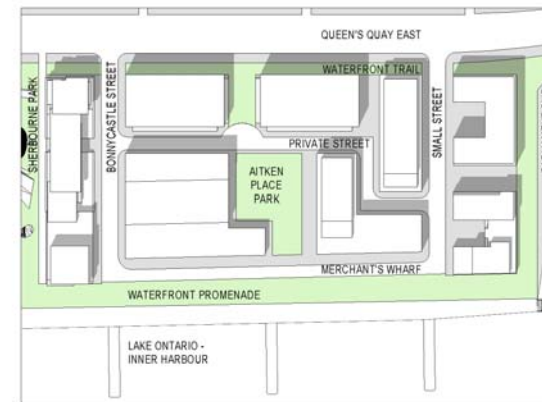 QUEEN'S QUAY EAST
WATERFRONT TRAIL
SHERBOURNE PARK
BONNYCASTLE STREET
SMALL STREET
PRIVATE STREET
AITKEN
PLACE
PARK
MERCHANT'S WHARF
WATERFRONT PROMENADE
LAKE ONTARIO -
INNER HARBOUR